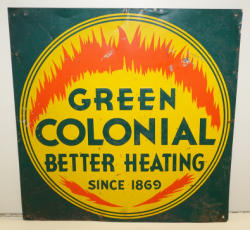 GREEN
COLONIAL
BETTER HEATING
SINCE 1869